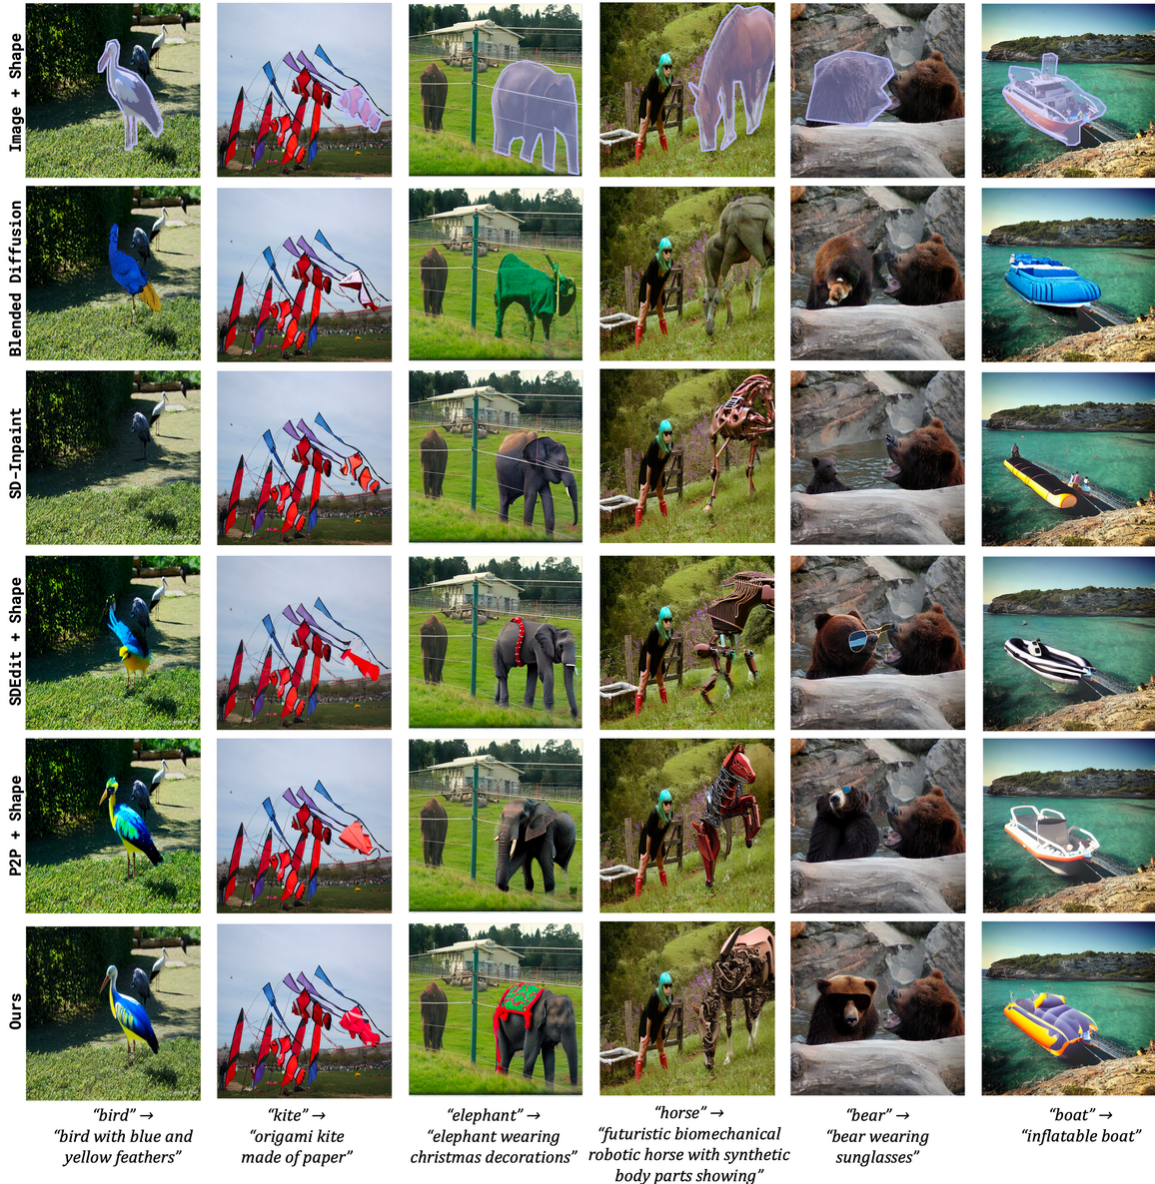 Image + Shape
Blended Diffusion
SD-Inpaint
SDEdit + Shape
P2P + Shape
Ours
“bird” →
“bird with blue and
yellow feathers”
“kite” →
“origami kite
made of paper”
“elephant” →
“elephant wearing
christmas decorations”
“horse” →
“futuristic biomechanical
robotic horse with synthetic
body parts showing”
“bear” →
“bear wearing
sunglasses”
“boat” →
“inflatable boat”